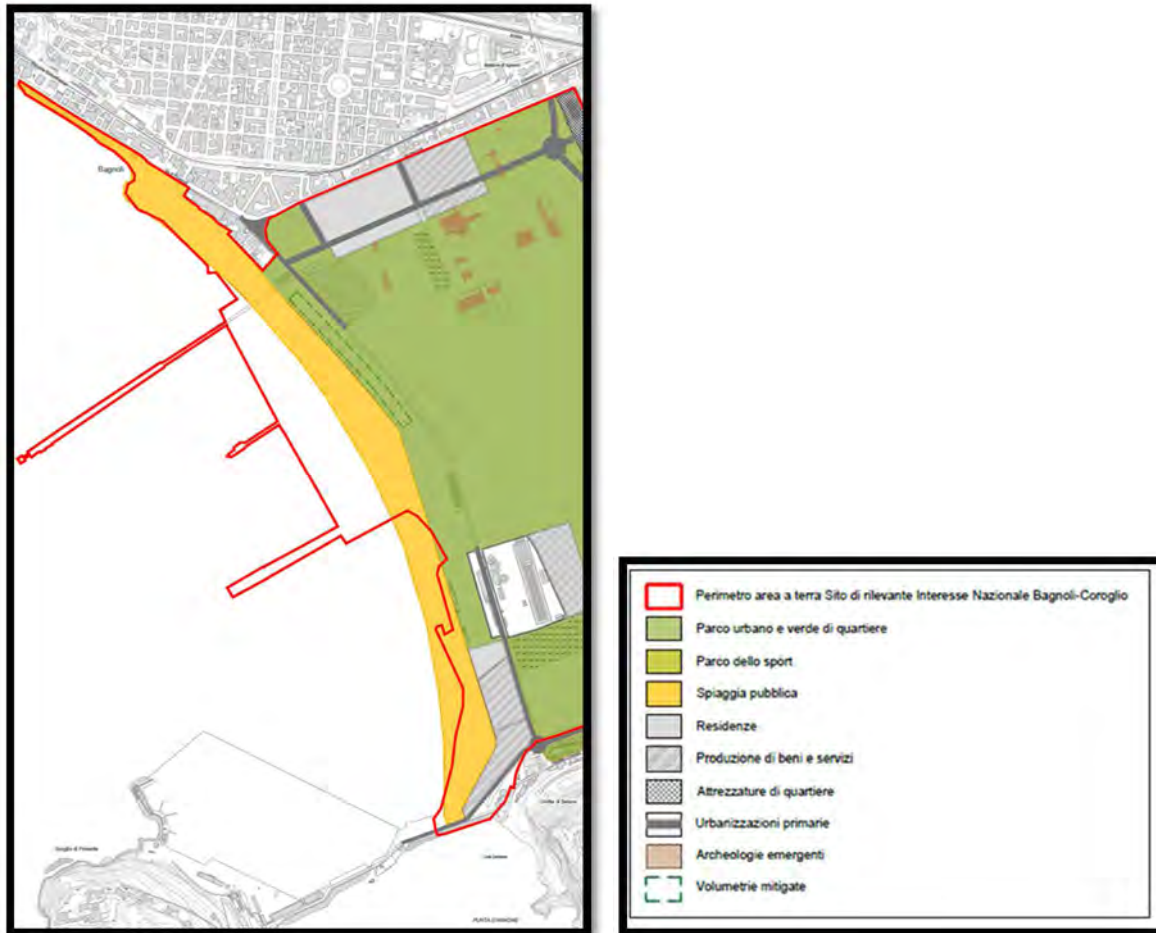 Bagnoli
Perimetro area a terra Sito di rilevante Interesse Nazionale Bagnoli-Coroglio
Parco urbano e verde di quartiere
Parco dello sport
Spiaggia pubblica
Residenze
Produzione di beni e servizi
Attrezzature di quartiere
Urbanizzazioni primarie
Archeologie emergenti
Volumetrie mitigate